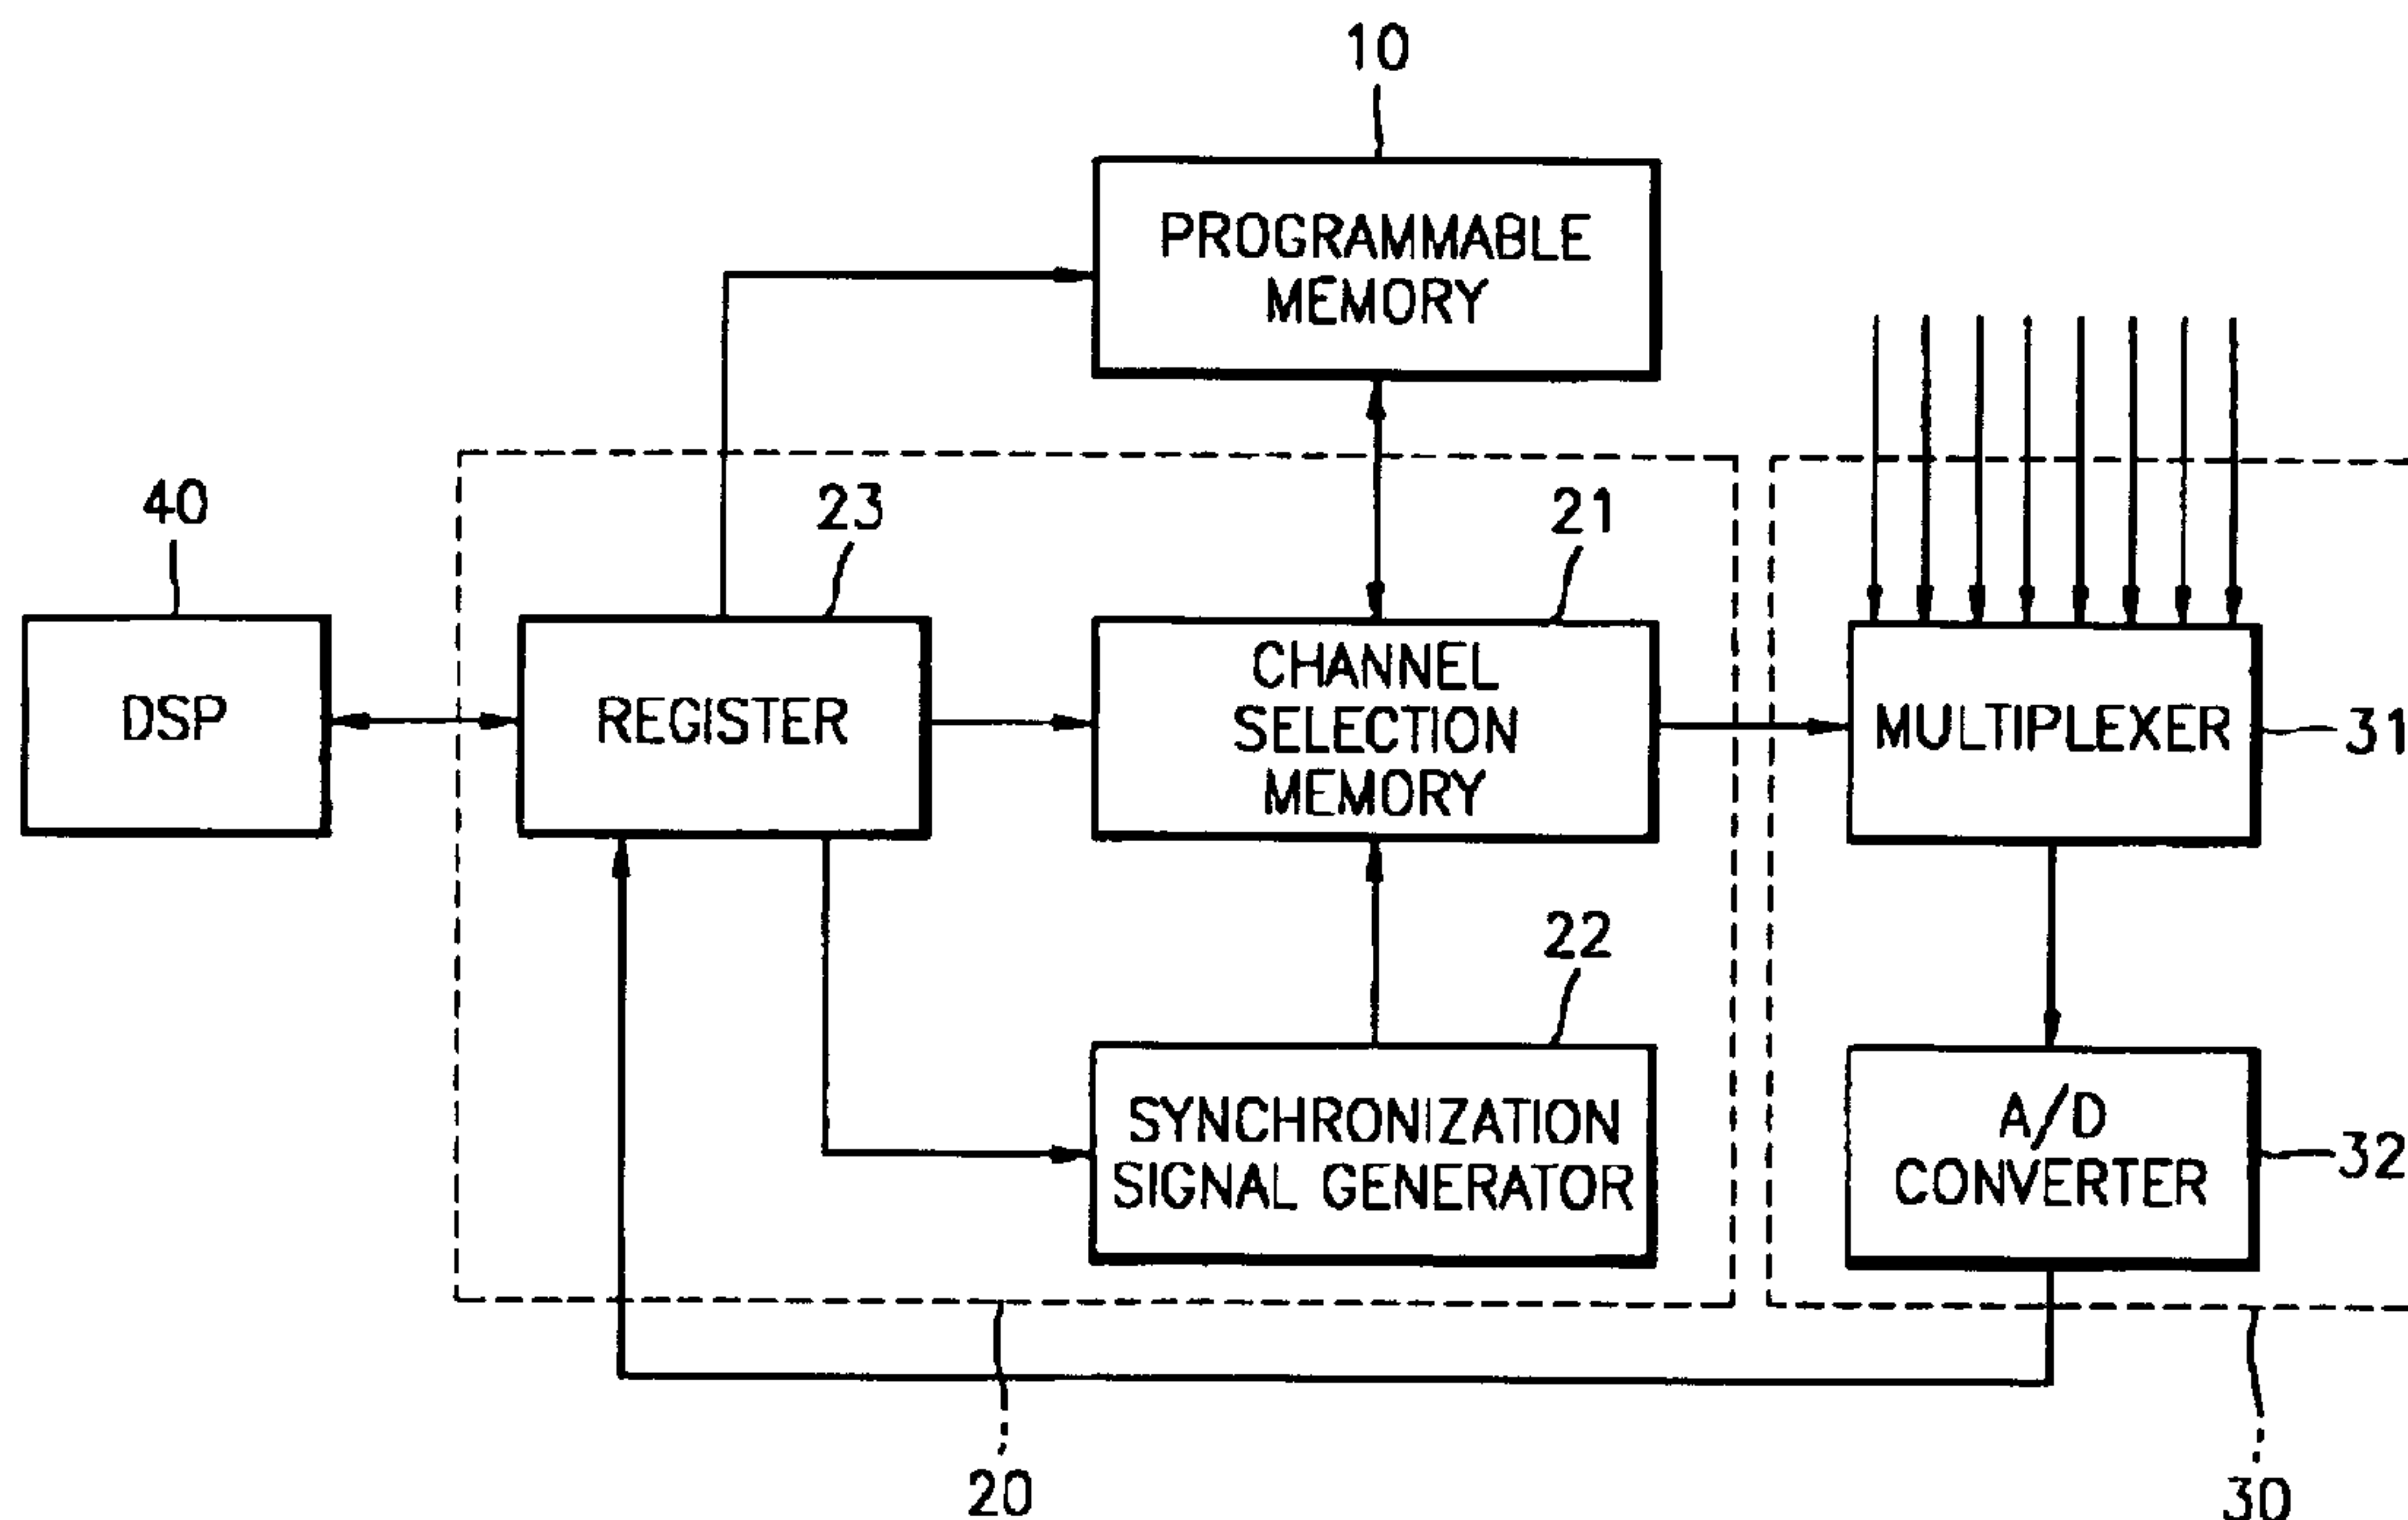 10
PROGRAMMABLE
MEMORY
40
23
21
DSP
REGISTER
CHANNEL
SELECTION
MEMORY
MULTIPLEXER
31
22
SYNCHRONIZATION
SIGNAL GENERATOR
A/D
CONVERTER
32
20
30